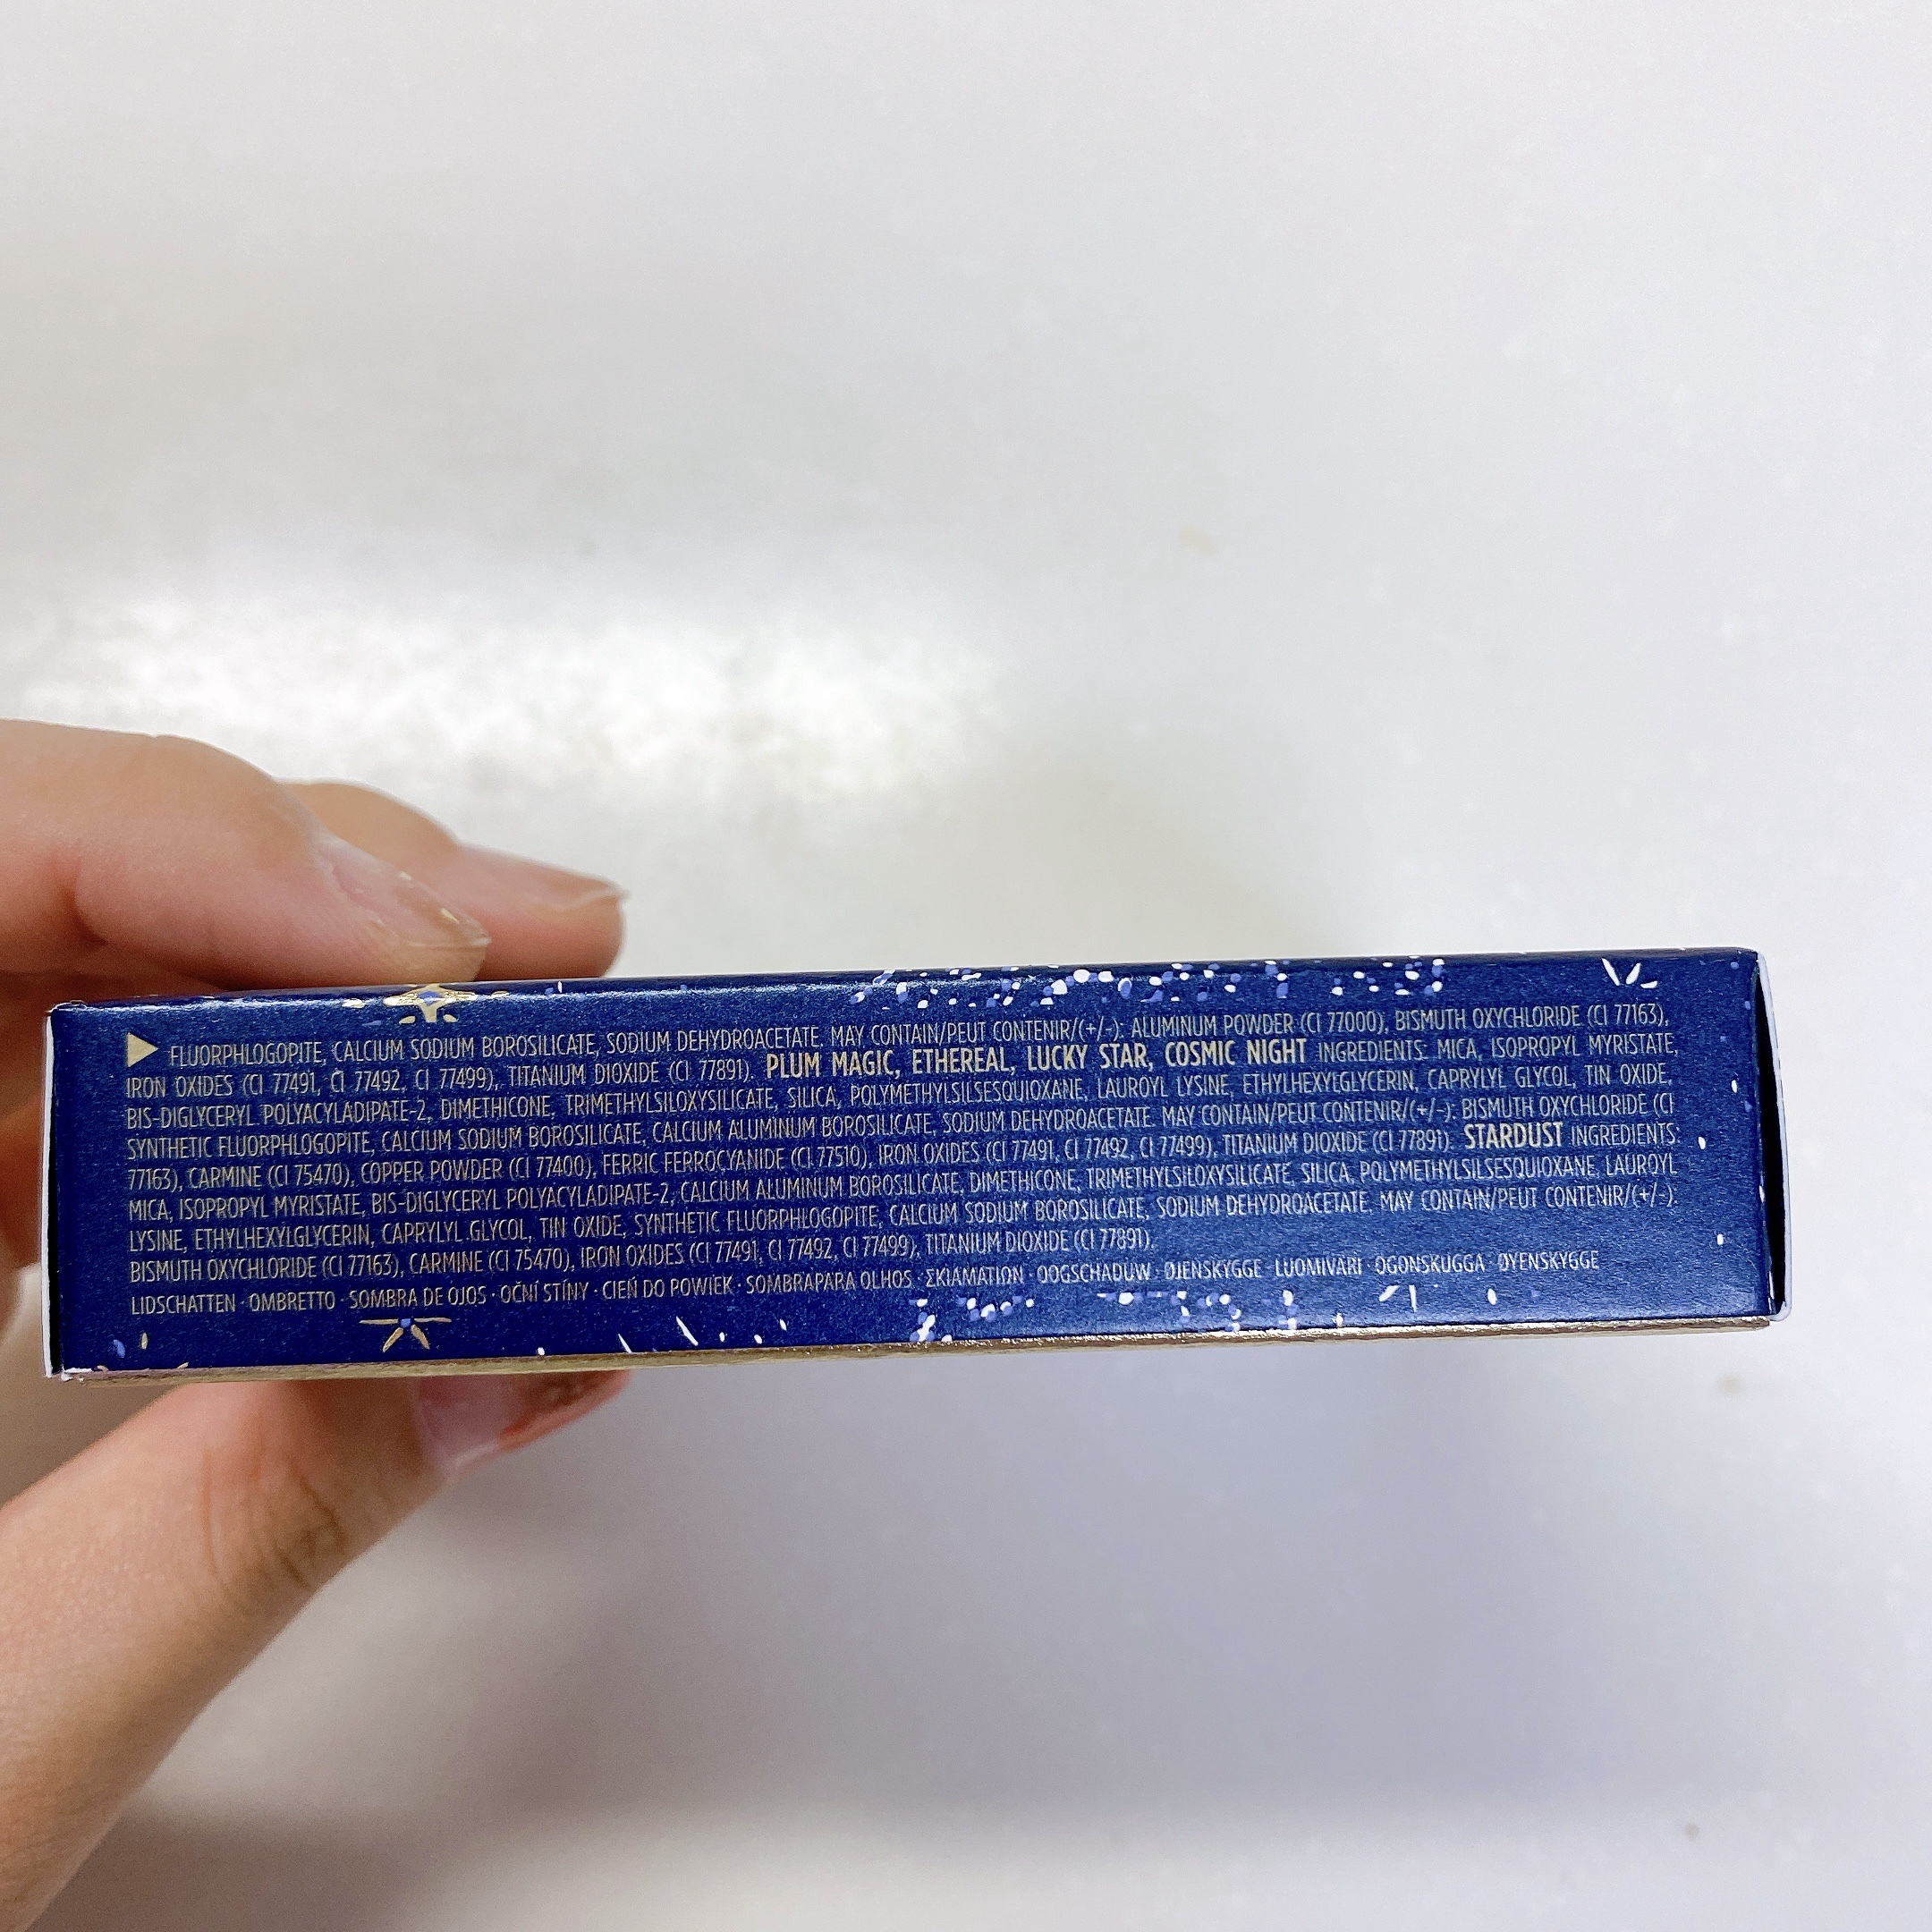 FLUORPHLOGOPITE, CALCIUM SODIUM BOROSILICATE, SODIUM DEHYDROACETATE. MAY CONTAIN/PEUT CONTENIR/(+/-): ALUMINUM POWDER (CI 77000), BISMUTH OXYCHLORIDE (CI 77163),
IRON OXIDES (CI 77491, CI 77492, CI 77499), TITANIUM DIOXIDE (CI 77891). PLUM MAGIC, ETHEREAL, LUCKY STAR, COSMIC NIGHT INGREDIENTS: MICA, ISOPROPYL MYRISTATE,
BIS-DIGLYCERYL POLYACYLADIPATE-2, DIMETHICONE, TRIMETHYLSILOXYSILICATE, SILICA, POLYMETHYLSILSESQUIOXANE, LAUROYL LYSINE, ETHYLHEXYLGLYCERIN, CAPRYLYL GLYCOL, TIN OXIDE,
SYNTHETIC FLUORPHLOGOPITE, CALCIUM SODIUM BOROSILICATE, CALCIUM ALUMINUM BOROSILICATE, SODIUM DEHYDROACETATE. MAY CONTAIN/PEUT CONTENIR/(+/-): BISMUTH OXYCHLORIDE (CI
77163), CARMINE (CI 75470), COPPER POWDER (CI 77400), FERRIC FERROCYANIDE (CI 77510), IRON OXIDES (CI 77491, CI 77492, CI 77499), TITANIUM DIOXIDE (CI 77891). STARDUST INGREDIENTS:
MICA, ISOPROPYL MYRISTATE, BIS-DIGLYCERYL POLYACYLADIPATE-2, CALCIUM ALUMINUM BOROSILICATE, DIMETHICONE, TRIMETHYLSILOXYSILICATE, SILICA, POLYMETHYLSILSESQUIOXANE, LAUROYL
LYSINE, ETHYLHEXYLGLYCERIN, CAPRYLYL GLYCOL, TIN OXIDE, SYNTHETIC FLUORPHLOGOPITE, CALCIUM SODIUM BOROSILICATE, SODIUM DEHYDROACETATE. MAY CONTAIN/PEUT CONTENIR/(+/-):
BISMUTH OXYCHLORIDE (CI 77163), CARMINE (CI 75470), IRON OXIDES (CI 77491, CI 77492, CI 77499), TITANIUM DIOXIDE (CI 77891).
LIDSCHATTEN · OMBRETTO · SOMBRA DE OJOS · OČNÍ STÍNY · CIEŃ DO POWIEK · SOMBRAPARA OLHOS · ΣΚΙΑΜΑΤΙΩΝ · OOGSCHADUW · ØJENSKYGGE · LUOMIVÄRI · ÖGONSKUGGA · ØYENSKYGGE